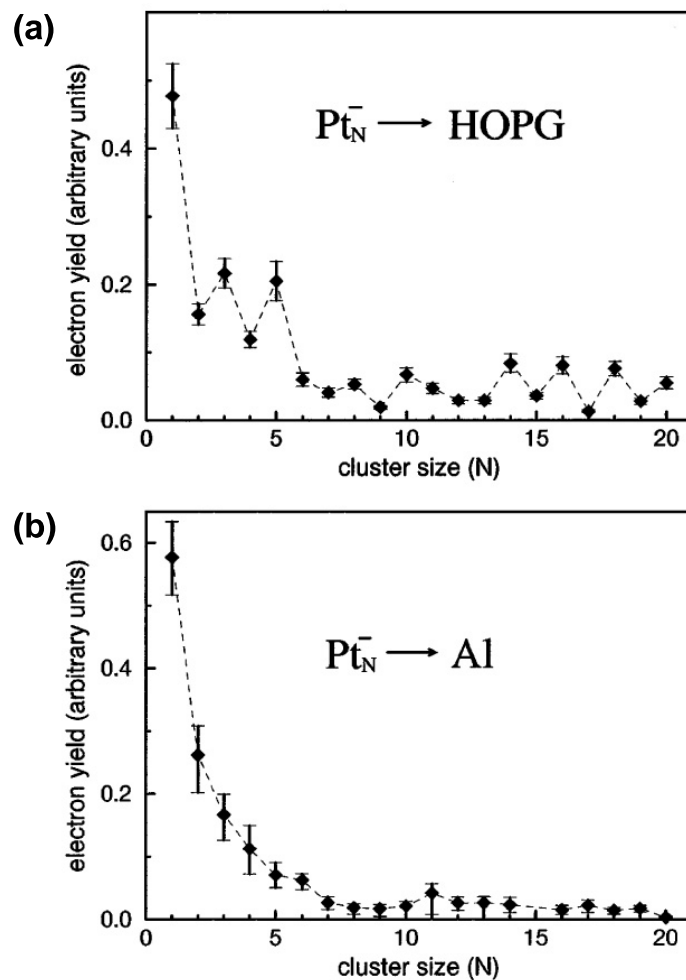 (a)
electron yield (arbitrary units)
0.4
0.2
0.0
Pt_N^- → HOPG
0 5 10 15 20
cluster size (N)
(b)
electron yield (arbitrary units)
0.6
0.4
0.2
0.0
Pt_N^- → Al
0 5 10 15 20
cluster size (N)